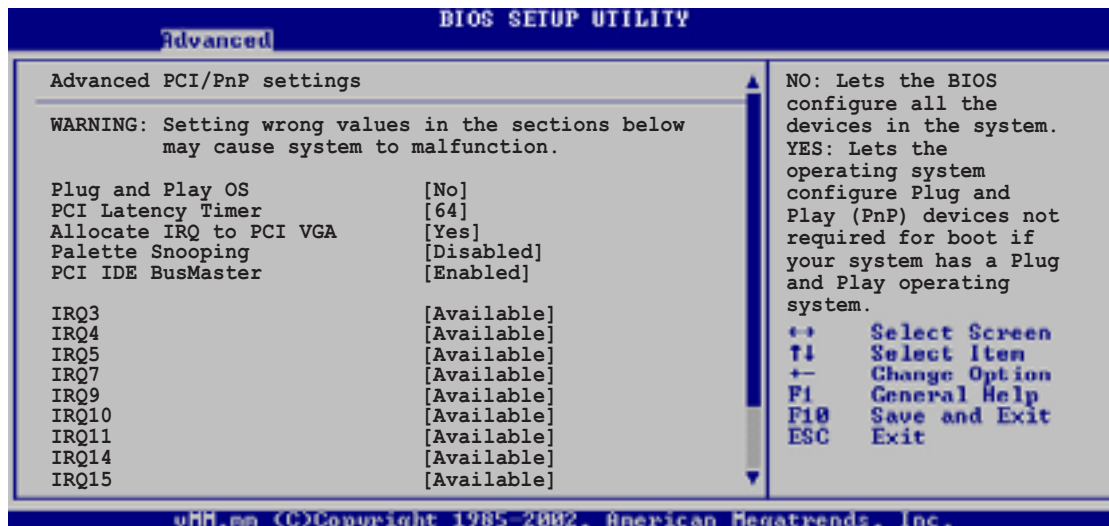 BIOS SETUP UTILITY
Advanced
Advanced PCI/PnP settings
WARNING: Setting wrong values in the sections below
may cause system to malfunction.
Plug and Play OS [No]
PCI Latency Timer [64]
Allocate IRQ to PCI VGA [Yes]
Palette Snooping [Disabled]
PCI IDE BusMaster [Enabled]
IRQ3 [Available]
IRQ4 [Available]
IRQ5 [Available]
IRQ7 [Available]
IRQ9 [Available]
IRQ10 [Available]
IRQ11 [Available]
IRQ14 [Available]
IRQ15 [Available]
NO: Lets the BIOS
configure all the
devices in the system.
YES: Lets the
operating system
configure Plug and
Play (PnP) devices not
required for boot if
your system has a Plug
and Play operating
system.
←→ Select Screen
↑↓ Select Item
+- Change Option
F1 General Help
F10 Save and Exit
ESC Exit
vMM.mm (C)Copyright 1985-2002, American Megatrends, Inc.